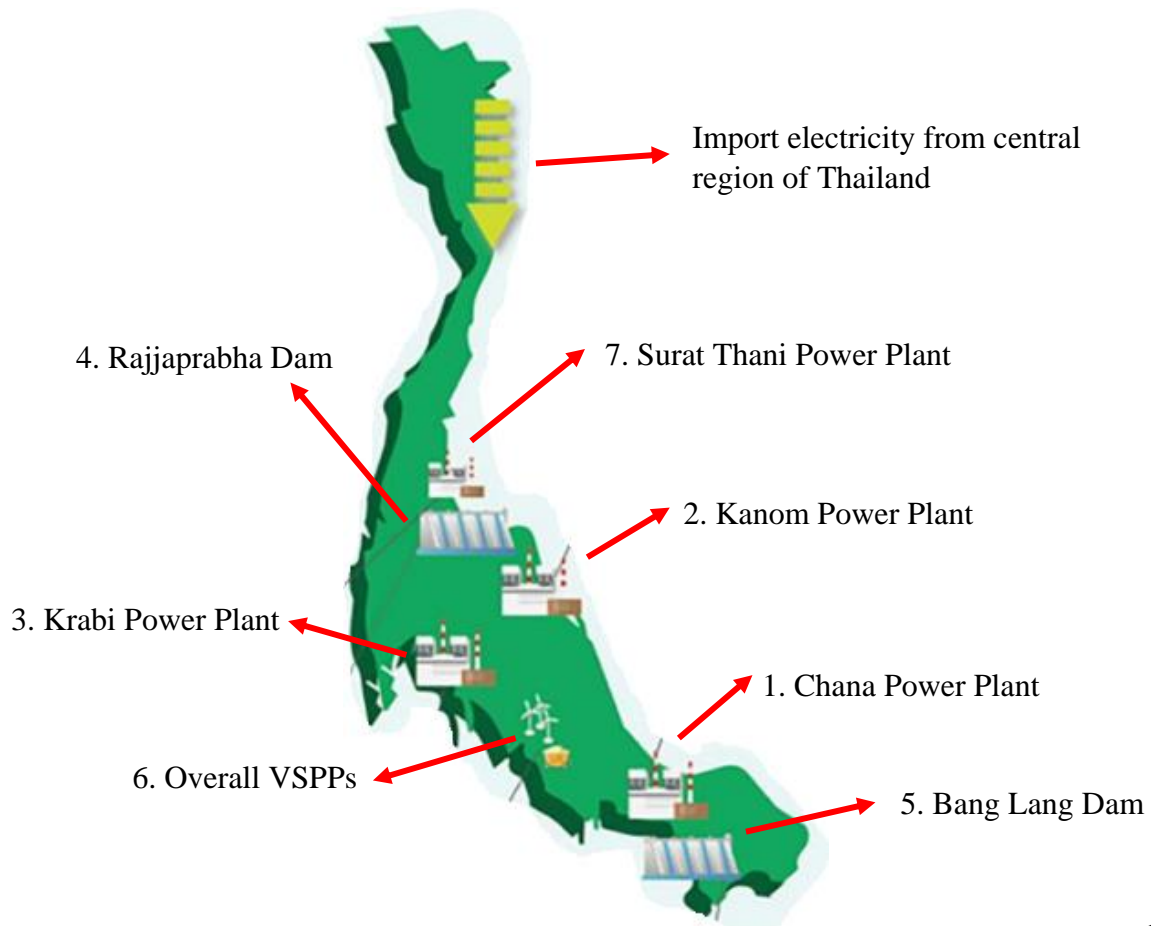 Import electricity from central
region of Thailand
4. Rajjaprabha Dam
7. Surat Thani Power Plant
2. Kanom Power Plant
3. Krabi Power Plant
1. Chana Power Plant
6. Overall VSPPs
5. Bang Lang Dam